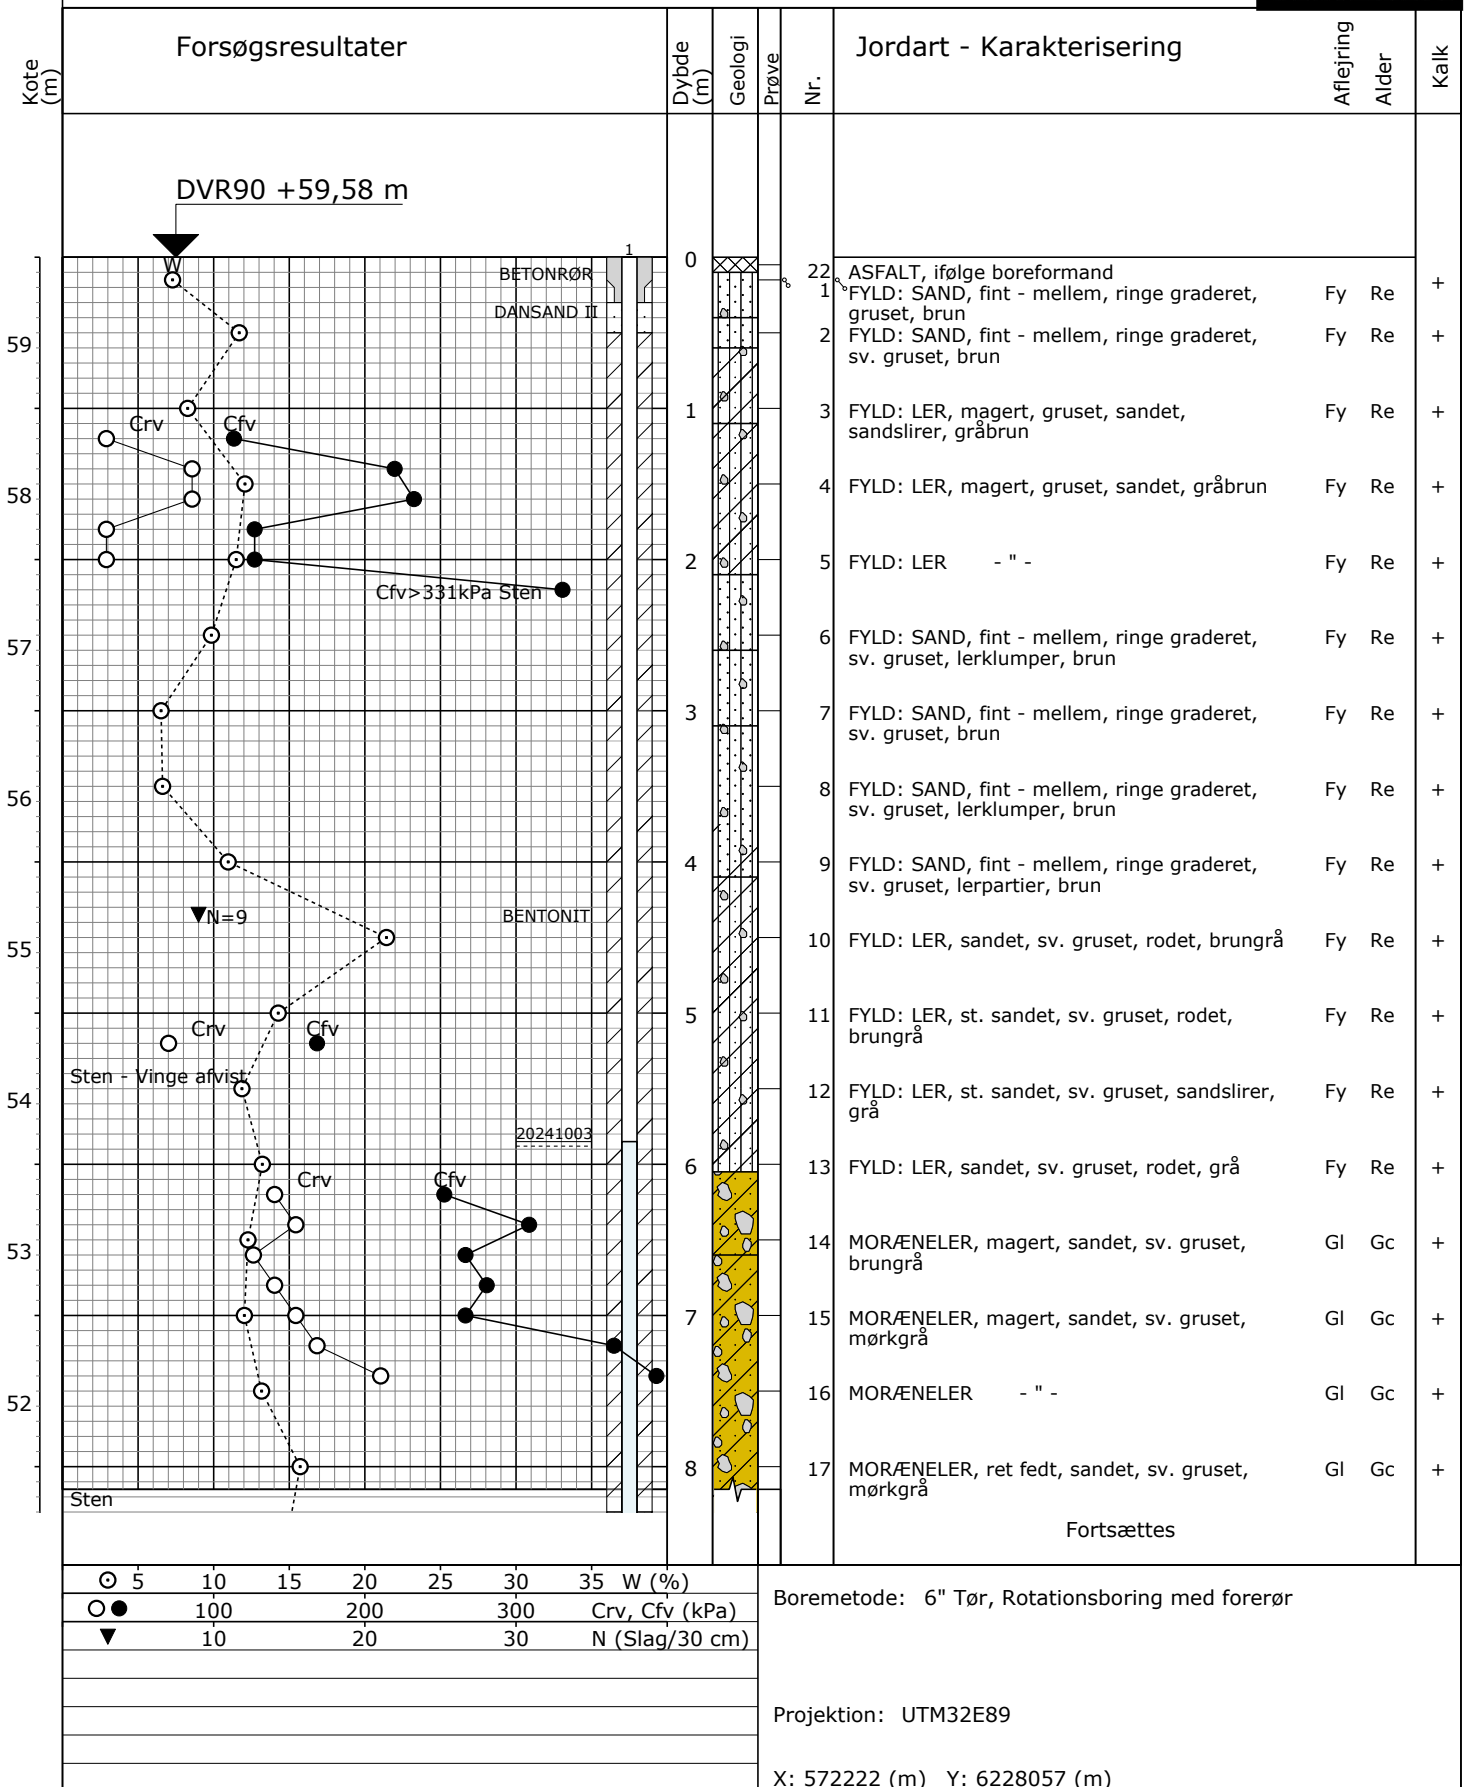 Kote
(m)
Forsøgsresultater
Dybde
(m)
Geologi
Prøve
Nr.
Jordart - Karakterisering
Aflejring
Alder
Kalk
DVR90 +59,58 m
W
1
BETONRØR
DANSAND II
0
22 ASFALT, ifølge boreformand
+
1 FYLD: SAND, fint - mellem, ringe graderet, Fy Re
gruset, brun
59
2 FYLD: SAND, fint - mellem, ringe graderet, Fy Re +
sv. gruset, brun
Crv Cfv
1
3 FYLD: LER, magert, gruset, sandet, Fy Re +
sandslirer, gråbrun
58
4 FYLD: LER, magert, gruset, sandet, gråbrun Fy Re +
2
5 FYLD: LER - " - Fy Re +
Cfv>331kPa Sten
57
6 FYLD: SAND, fint - mellem, ringe graderet, Fy Re +
sv. gruset, lerklumper, brun
3
7 FYLD: SAND, fint - mellem, ringe graderet, Fy Re +
sv. gruset, brun
56
8 FYLD: SAND, fint - mellem, ringe graderet, Fy Re +
sv. gruset, lerklumper, brun
4
9 FYLD: SAND, fint - mellem, ringe graderet, Fy Re +
sv. gruset, lerpartier, brun
N=9
BENTONIT
55
10 FYLD: LER, sandet, sv. gruset, rodet, brungrå Fy Re +
Crv Cfv
5
11 FYLD: LER, st. sandet, sv. gruset, rodet, Fy Re +
brungrå
Sten - Vinge afvist
54
12 FYLD: LER, st. sandet, sv. gruset, sandslirer, Fy Re +
grå
20241003
Crv Cfv
6
13 FYLD: LER, sandet, sv. gruset, rodet, grå Fy Re +
53
14 MORÆNELER, magert, sandet, sv. gruset, Gl Gc +
brungrå
7
15 MORÆNELER, magert, sandet, sv. gruset, Gl Gc +
mørkgrå
52
16 MORÆNELER - " - Gl Gc +
8
17 MORÆNELER, ret fedt, sandet, sv. gruset, Gl Gc +
mørkgrå
Sten
Fortsættes
5 10 15 20 25 30 35 W (%)
100 200 300 Crv, Cfv (kPa)
10 20 30 N (Slag/30 cm)
Boremetode: 6" Tør, Rotationsboring med forerør
Projektion: UTM32E89
X: 572222 (m) Y: 6228057 (m)